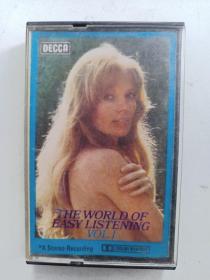 DECCA
THE WORLD OF
EASY LISTENING
VOL.1
*A Stereo Recording